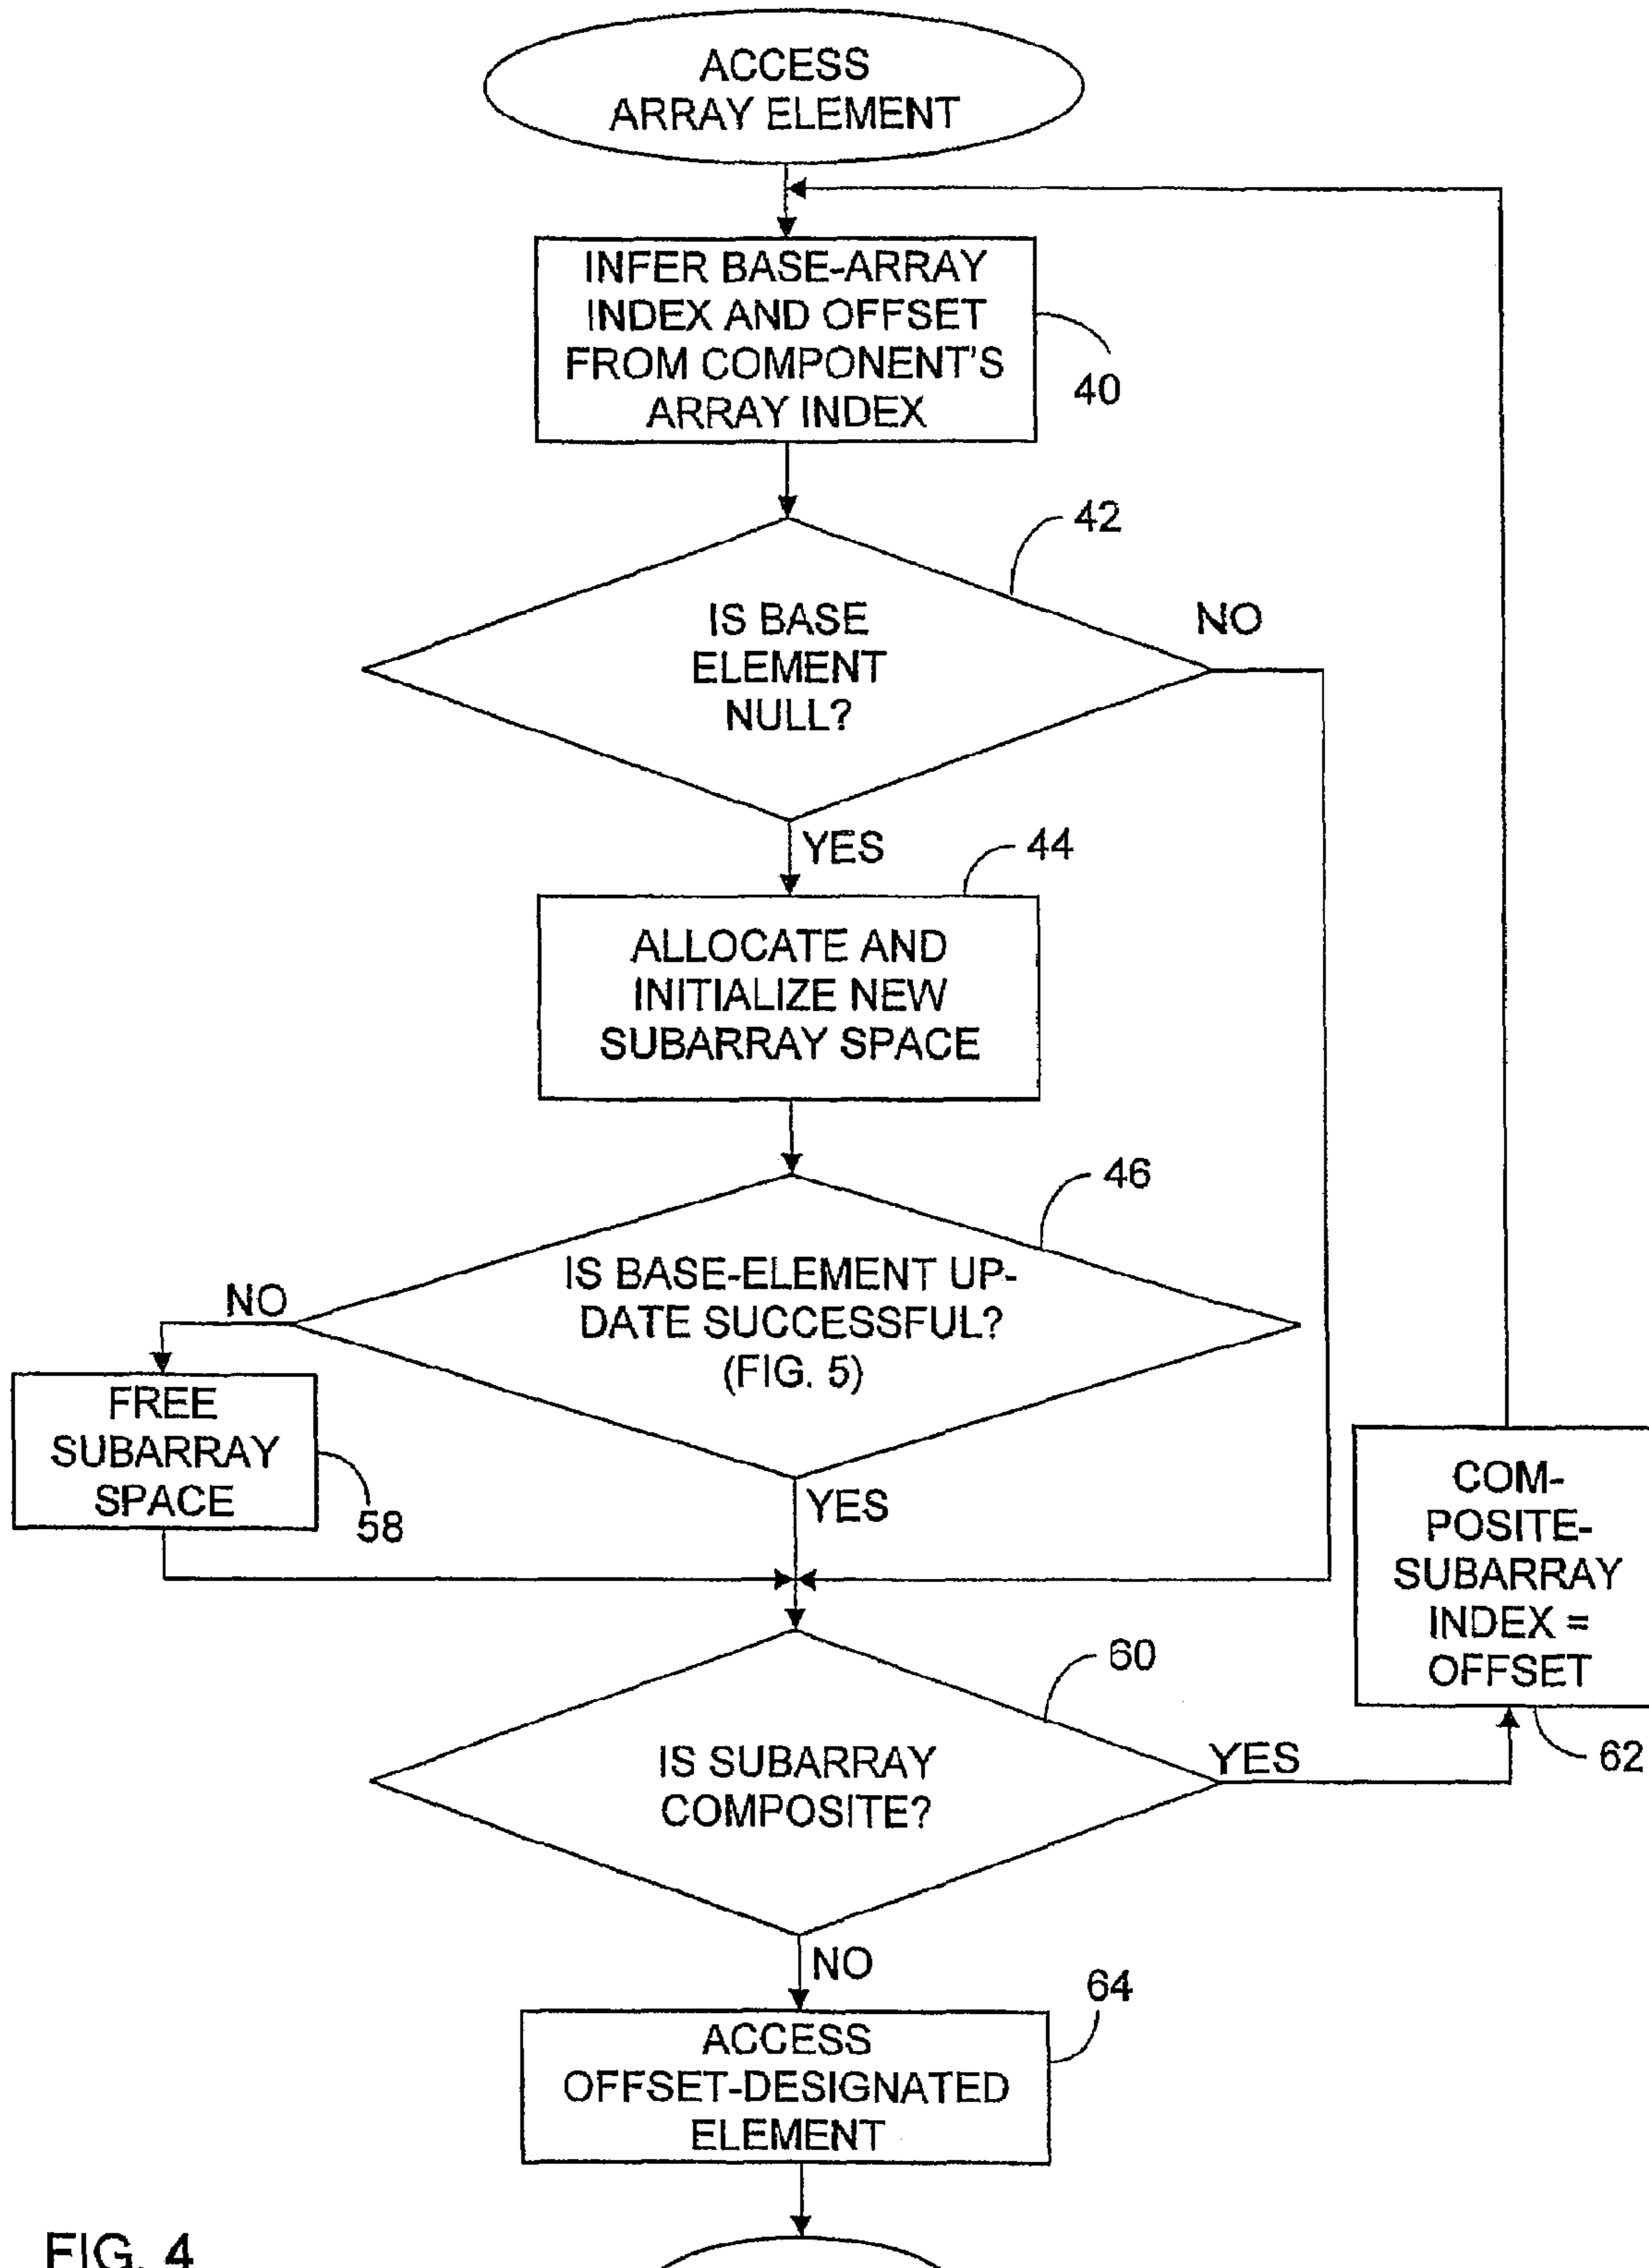 ACCESS
ARRAY ELEMENT
INFER BASE-ARRAY
INDEX AND OFFSET
FROM COMPONENT'S
ARRAY INDEX
40
42
IS BASE
ELEMENT
NULL?
NO
YES
44
ALLOCATE AND
INITIALIZE NEW
SUBARRAY SPACE
46
IS BASE-ELEMENT UP-
DATE SUCCESSFUL?
(FIG. 5)
NO
FREE
SUBARRAY
SPACE
58
YES
COM-
POSITE-
SUBARRAY
INDEX =
OFFSET
62
60
IS SUBARRAY
COMPOSITE?
YES
NO
64
ACCESS
OFFSET-DESIGNATED
ELEMENT
FIG. 4